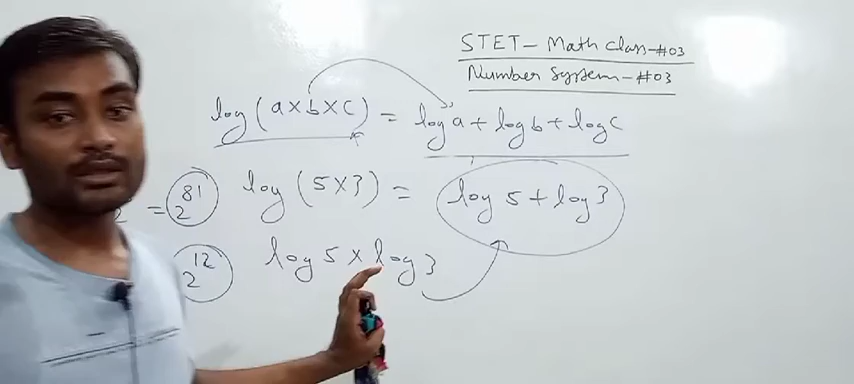 STET- Math class-#03
Number System-#03
log (a×b×c) = log a + log b + log c
= 2^81 log (5×3) = log 5 + log 3
2^12 log 5 × log 3